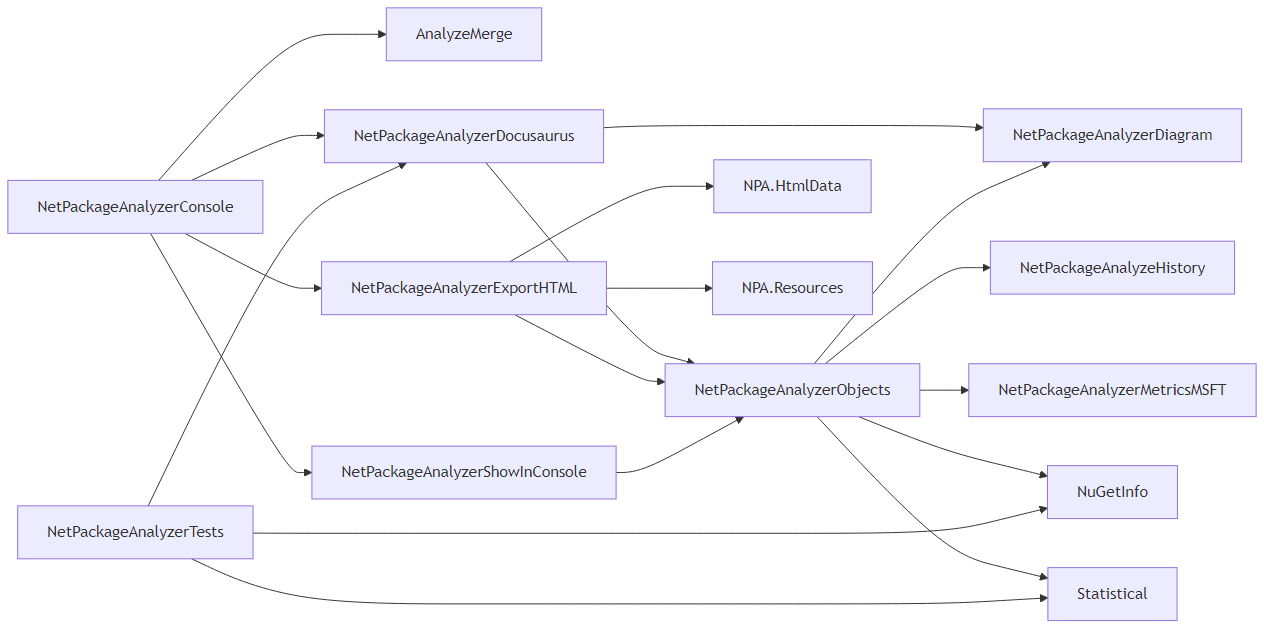 AnalyzeMerge
NetPackageAnalyzerDocusaurus
NetPackageAnalyzerDiagram
NPA.HtmlData
NetPackageAnalyzerConsole
NetPackageAnalyzeHistory
NetPackageAnalyzerExportHTML
NPA.Resources
NetPackageAnalyzerObjects
NetPackageAnalyzerMetricsMSFT
NetPackageAnalyzerShowInConsole
NuGetInfo
NetPackageAnalyzerTests
Statistical